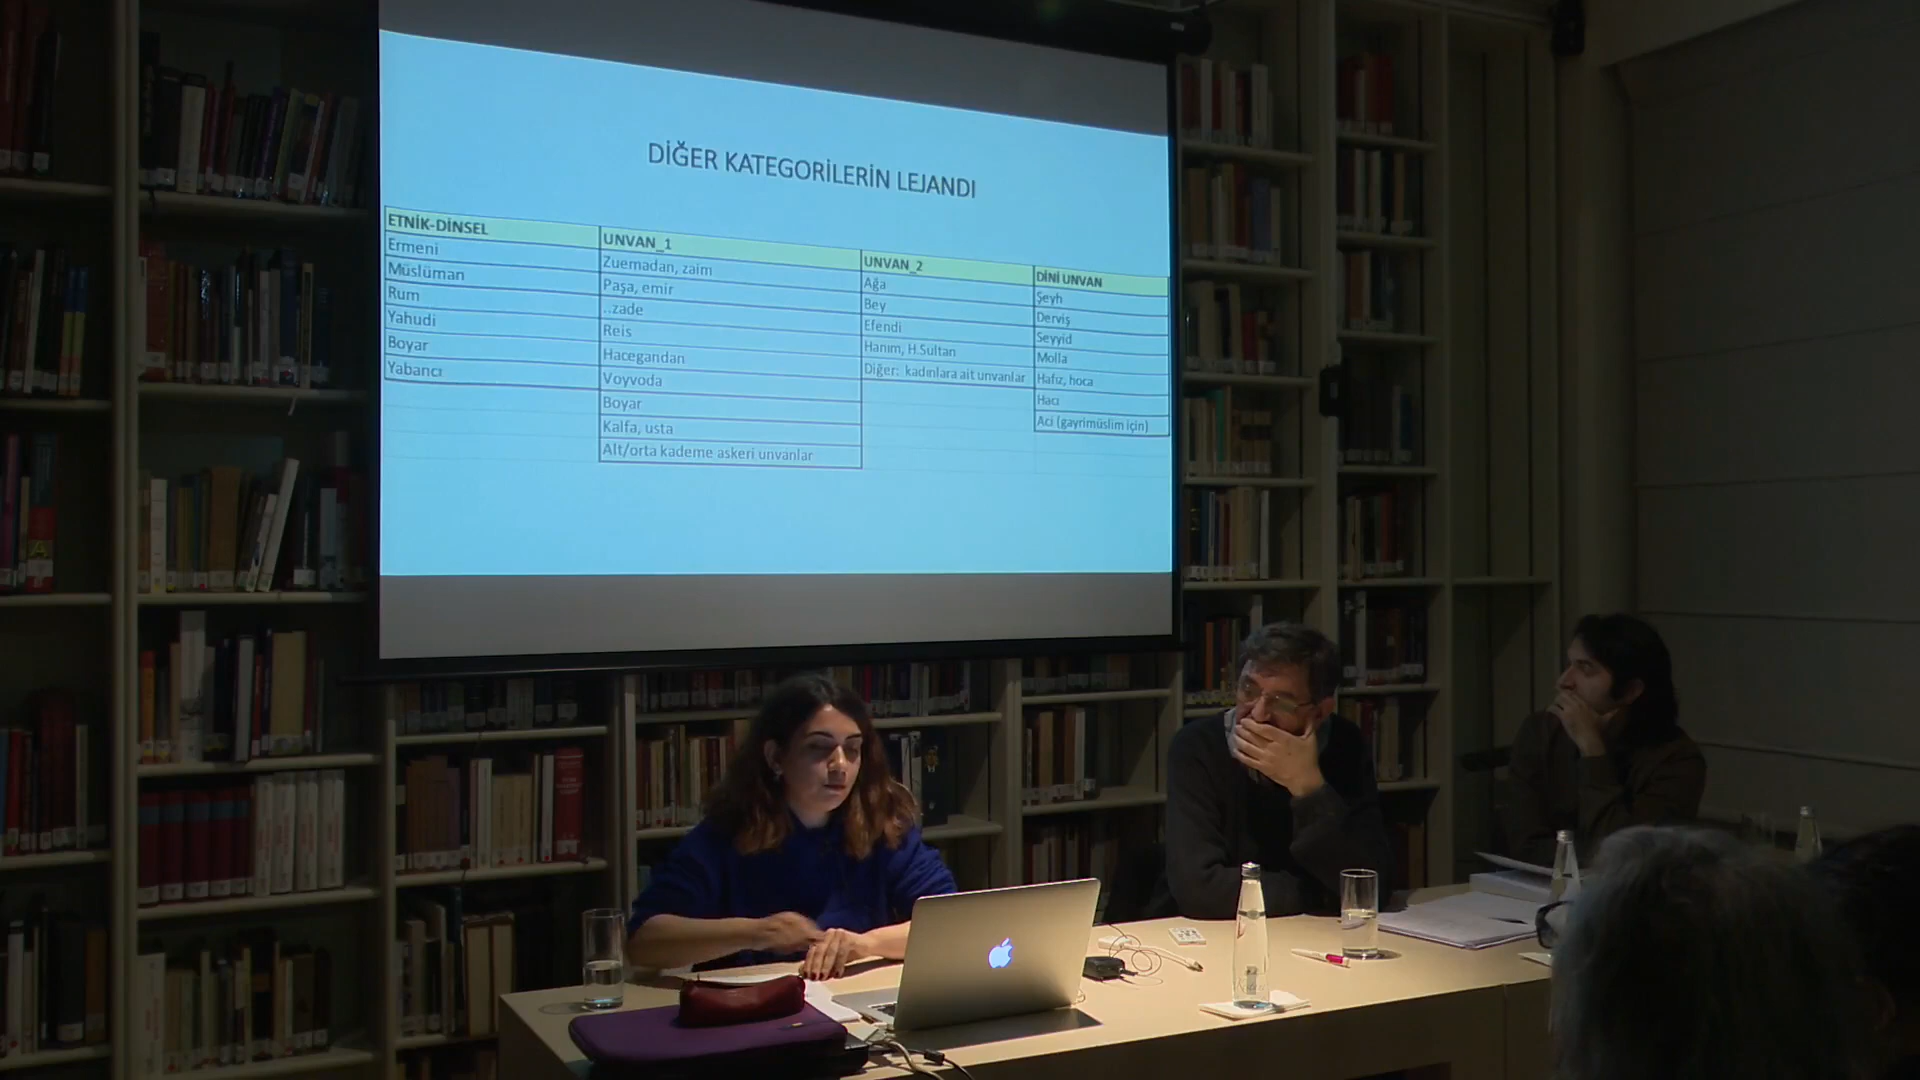 DİĞER KATEGORİLERİN LEJANDI
ETNİK-DİNSEL
Ermeni
Müslüman
Rum
Yahudi
Boyar
Yabancı
UNVAN_1
Zuemadan, zaim
Paşa, emir
..zade
Reis
Hacegandan
Voyvoda
Boyar
Kalfa, usta
Alt/orta kademe askeri unvanlar
UNVAN_2
Ağa
Bey
Efendi
Hanım, H.Sultan
Diğer: kadınlara ait unvanlar
DİNİ UNVAN
Şeyh
Derviş
Seyyid
Molla
Hafız, hoca
Hacı
Aci (gayrimüslim için)